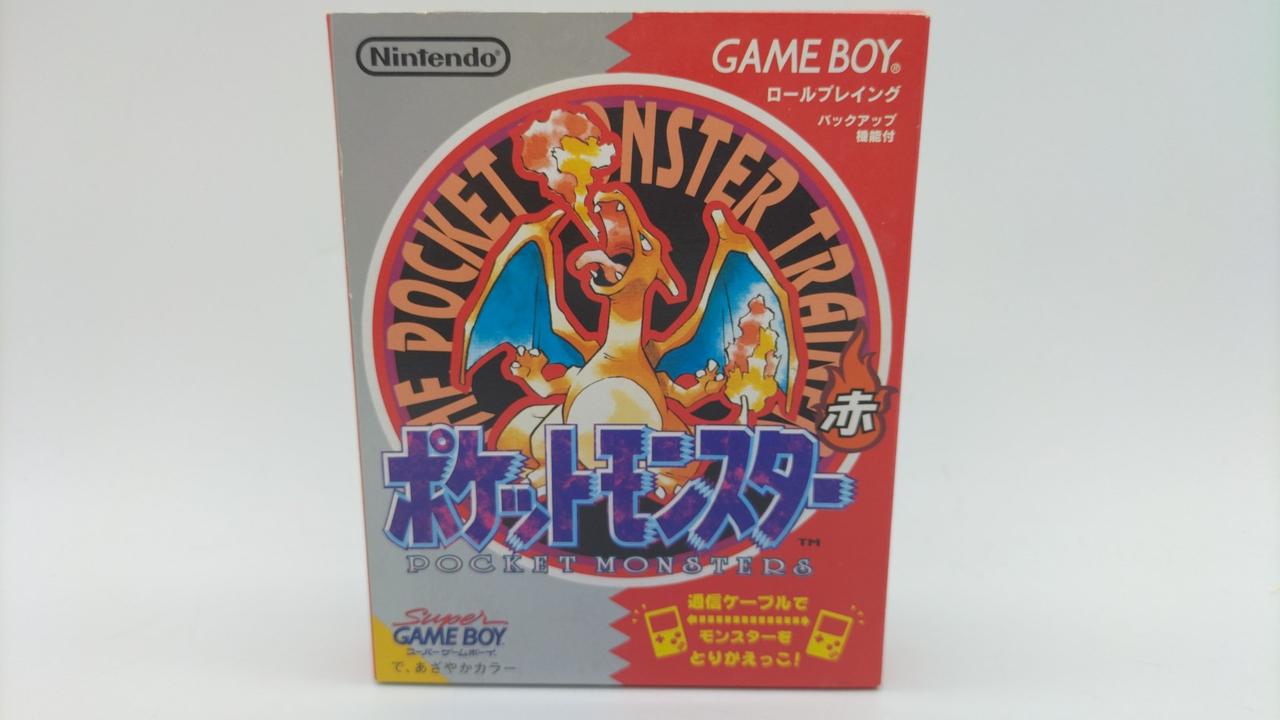 Nintendo®
GAME BOY®
ロールプレイング
バックアップ
機能付
THE POCKET MONSTER TRAINER
赤
ポケットモンスター
TM
POCKET MONSTERS
Super
GAME BOY
スーパーゲームボーイ
で、あざやかカラー
通信ケーブルで
モンスターを
とりかえっこ!